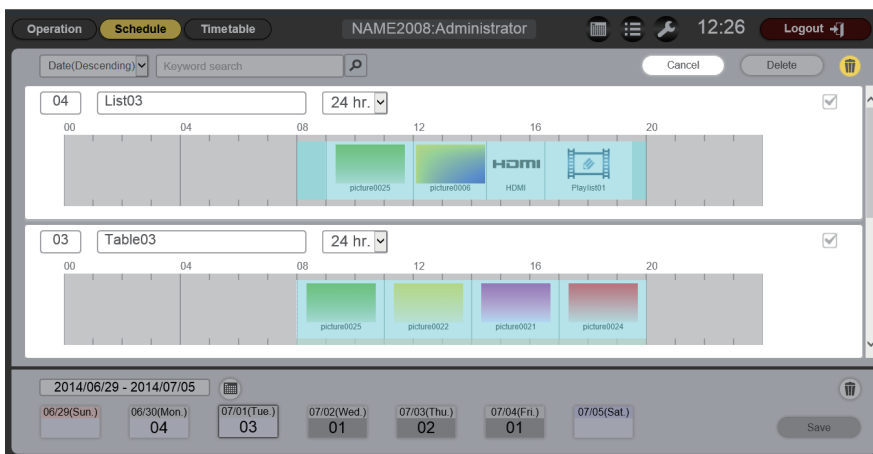 Operation Schedule Timetable NAME2008:Administrator 12:26 Logout
Date(Descending) Keyword search Cancel Delete
04 List03 24 hr.
00 04 08 12 16 20
HDMI
picture0025 picture0006 HDMI Playlist01
03 Table03 24 hr.
00 04 08 12 16 20
picture0025 picture0022 picture0021 picture0024
2014/06/29 - 2014/07/05
06/29(Sun.) 06/30(Mon.) 07/01(Tue.) 07/02(Wed.) 07/03(Thu.) 07/04(Fri.) 07/05(Sat.)
04 03 01 02 01 Save